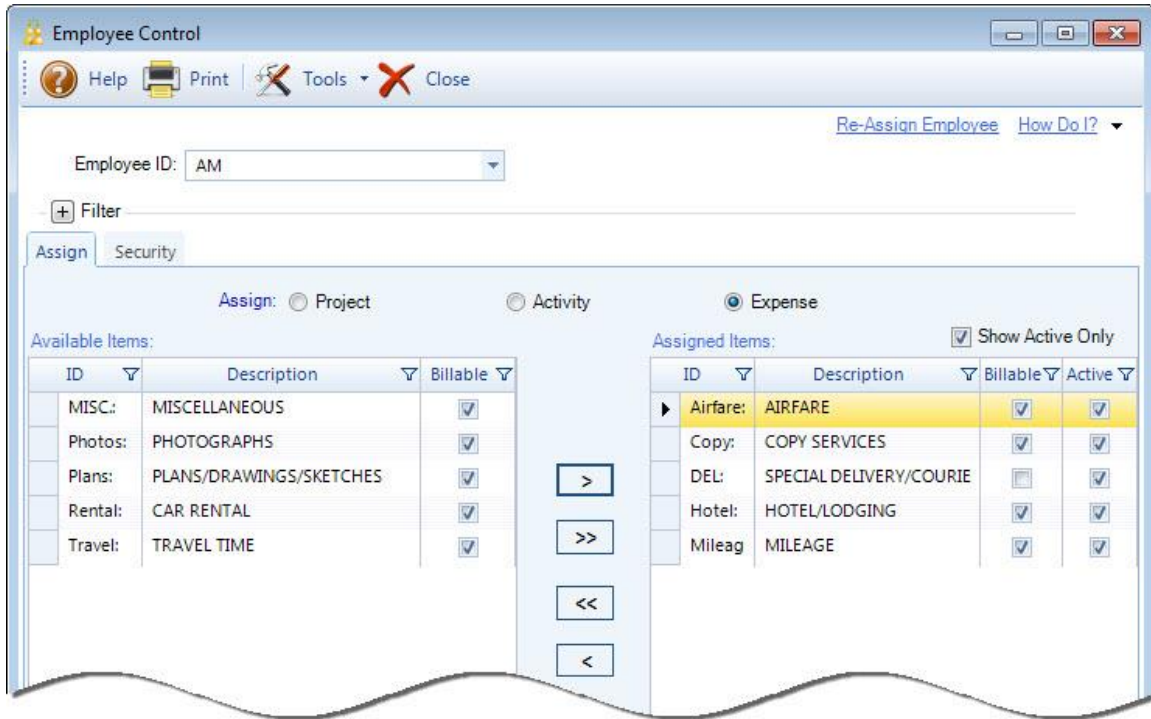 Employee Control
Help Print Tools Close
Re-Assign Employee How Do I?
Employee ID: AM
+ Filter
Assign Security
Assign: Project Activity Expense
Available Items: Assigned Items: Show Active Only
ID Description Billable ID Description Billable Active
MISC.: MISCELLANEOUS Airfare: AIRFARE
Photos: PHOTOGRAPHS Copy: COPY SERVICES
Plans: PLANS/DRAWINGS/SKETCHES DEL: SPECIAL DELIVERY/COURIE
>
Rental: CAR RENTAL Hotel: HOTEL/LODGING
>>
Travel: TRAVEL TIME Mileag MILEAGE
<<
<